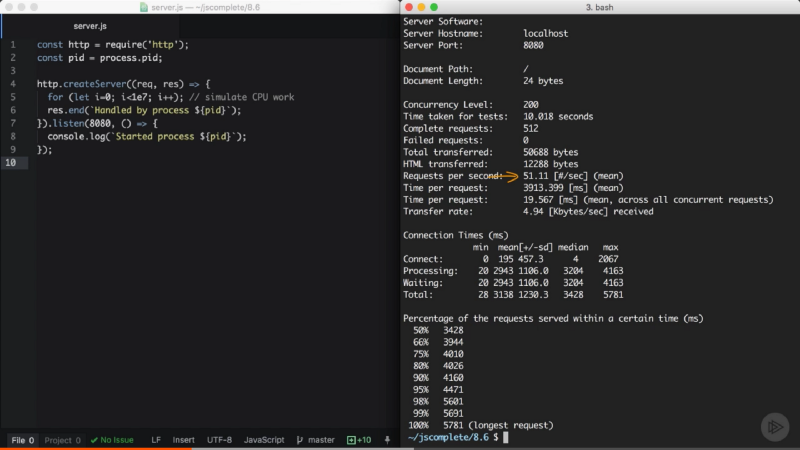 server.js — ~/jscomplete/8.6
server.js
1 const http = require('http');
2 const pid = process.pid;
3
4 http.createServer((req, res) => {
5 for (let i=0; i<1e7; i++); // simulate CPU work
6 res.end(`Handled by process ${pid}`);
7 }).listen(8080, () => {
8 console.log(`Started process ${pid}`);
9 });
10
File 0 Project 0 No Issue LF Insert UTF-8 JavaScript master +10
3. bash
Server Software:
Server Hostname: localhost
Server Port: 8080
Document Path: /
Document Length: 24 bytes
Concurrency Level: 200
Time taken for tests: 10.018 seconds
Complete requests: 512
Failed requests: 0
Total transferred: 50688 bytes
HTML transferred: 12288 bytes
Requests per second: 51.11 [#/sec] (mean)
Time per request: 3913.399 [ms] (mean)
Time per request: 19.567 [ms] (mean, across all concurrent requests)
Transfer rate: 4.94 [Kbytes/sec] received
Connection Times (ms)
min mean[+/-sd] median max
Connect: 0 195 457.3 4 2067
Processing: 20 2943 1106.0 3204 4163
Waiting: 20 2943 1106.0 3204 4163
Total: 28 3138 1230.3 3428 5781
Percentage of the requests served within a certain time (ms)
50% 3428
66% 3944
75% 4010
80% 4026
90% 4160
95% 4471
98% 5601
99% 5691
100% 5781 (longest request)
~/jscomplete/8.6 $